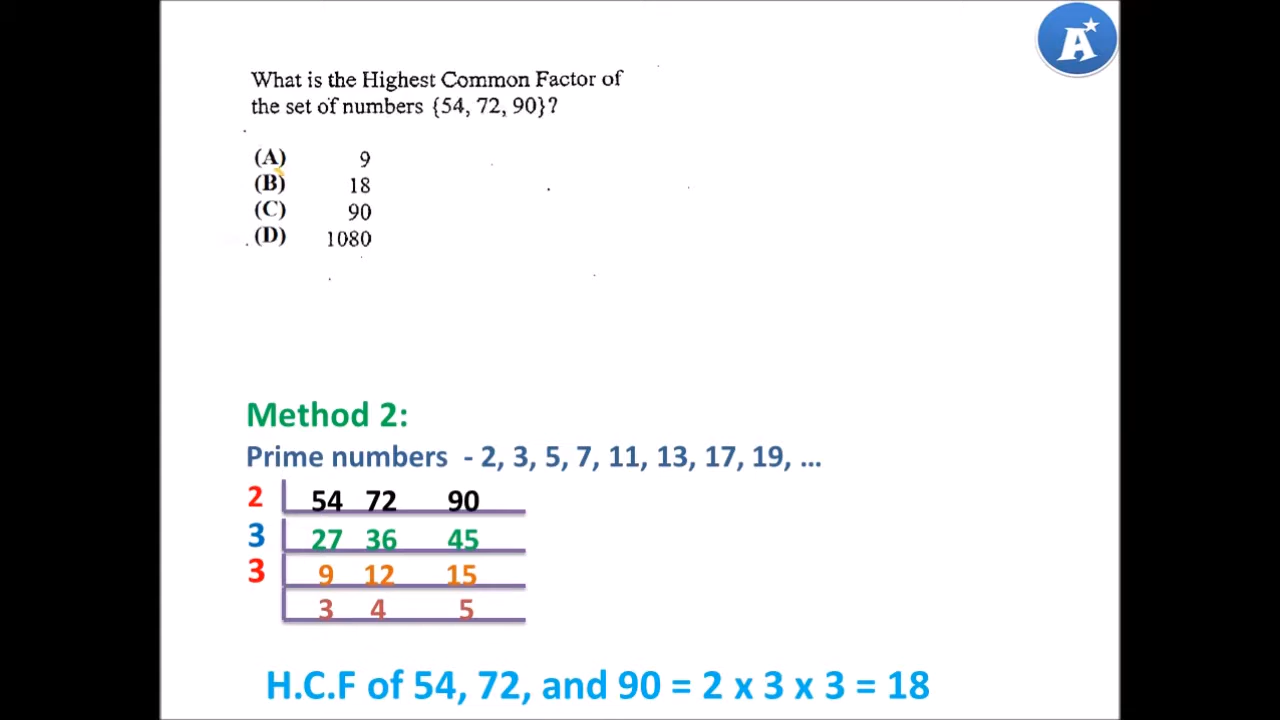 A
What is the Highest Common Factor of
the set of numbers {54, 72, 90}?
(A) 9
(B) 18
(C) 90
(D) 1080
Method 2:
Prime numbers - 2, 3, 5, 7, 11, 13, 17, 19, ...
2 54 72 90
3 27 36 45
3 9 12 15
3 4 5
H.C.F of 54, 72, and 90 = 2 x 3 x 3 = 18